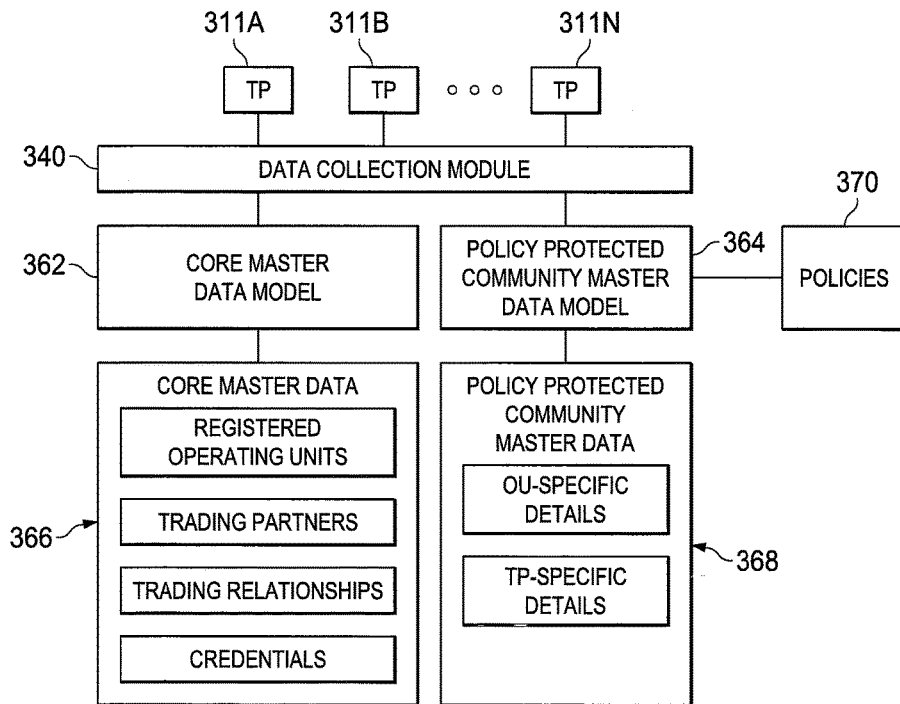 311A
311B
311N
TP
TP
TP
340
DATA COLLECTION MODULE
370
362
CORE MASTER
DATA MODEL
POLICY PROTECTED
COMMUNITY MASTER
DATA MODEL
364
POLICIES
CORE MASTER DATA
REGISTERED
OPERATING UNITS
TRADING PARTNERS
TRADING RELATIONSHIPS
CREDENTIALS
366
POLICY PROTECTED
COMMUNITY
MASTER DATA
OU-SPECIFIC
DETAILS
TP-SPECIFIC
DETAILS
368